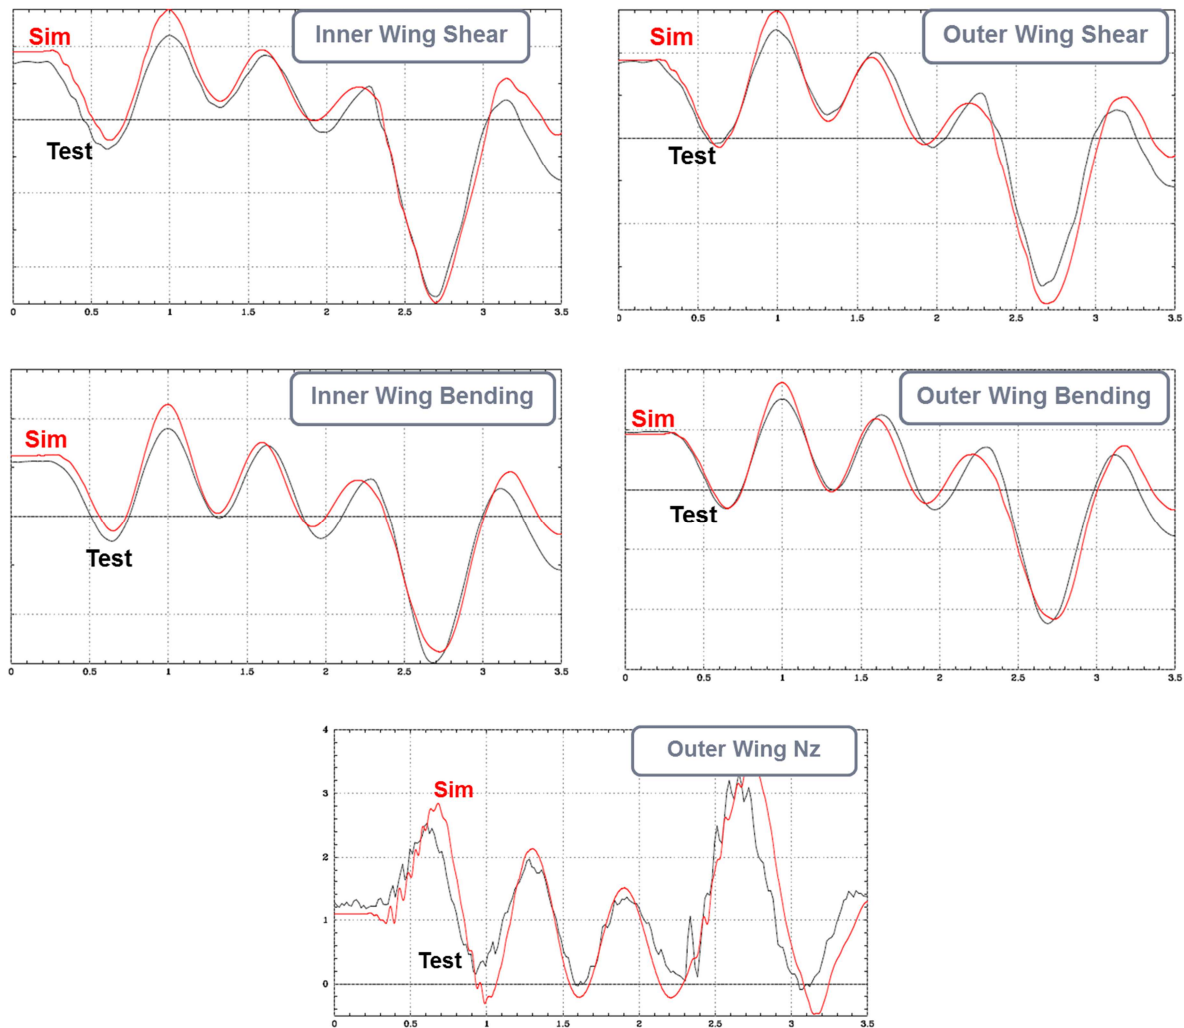 Inner Wing Shear
Sim
Test
0 0.5 1 1.5 2 2.5 3 3.5
Outer Wing Shear
Sim
Test
0 0.5 1 1.5 2 2.5 3 3.5
Inner Wing Bending
Sim
Test
0 0.5 1 1.5 2 2.5 3 3.5
Outer Wing Bending
Sim
Test
0 0.5 1 1.5 2 2.5 3 3.5
Outer Wing Nz
4
Sim
3
2
1
Test
0
0 0.5 1 1.5 2 2.5 3 3.5